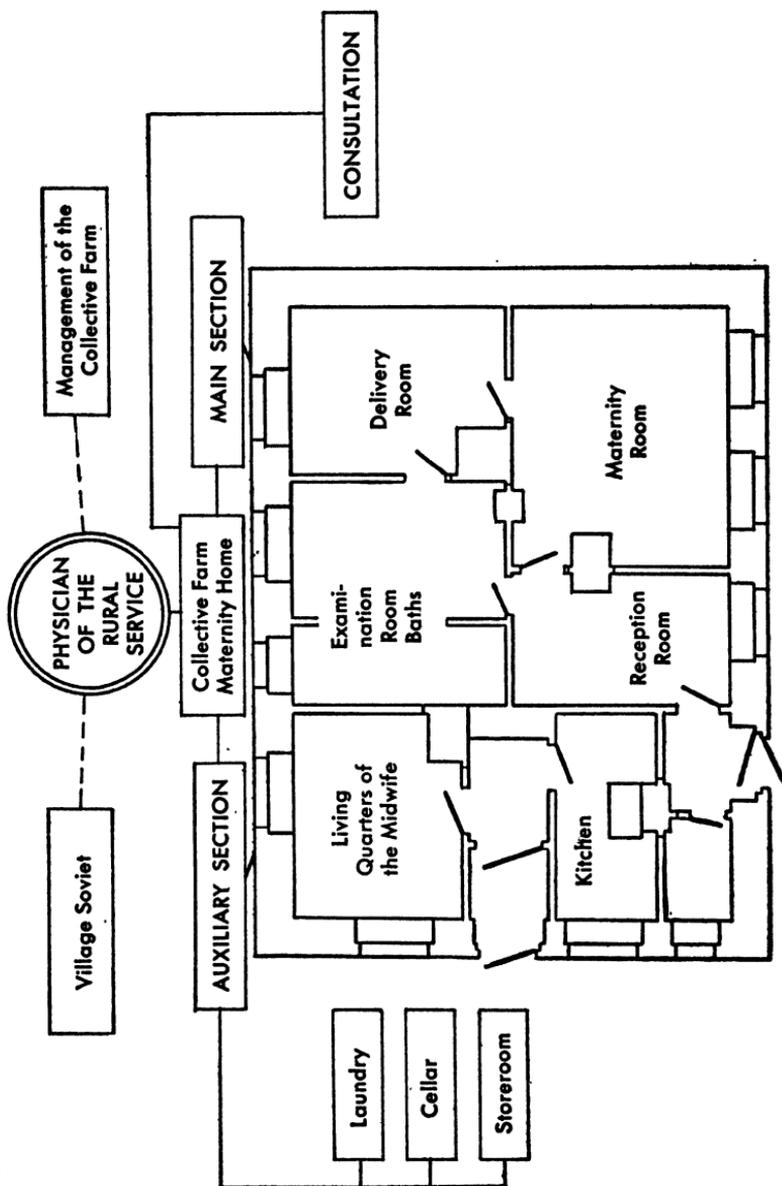 PHYSICIAN
OF THE
RURAL
SERVICE
Village Soviet
Management of the
Collective Farm
Collective Farm
Maternity Home
AUXILIARY SECTION
MAIN SECTION
CONSULTATION
Laundry
Cellar
Storeroom
Living
Quarters of
the Midwife
Exami-
nation
Room
Baths
Delivery
Room
Kitchen
Reception
Room
Maternity
Room